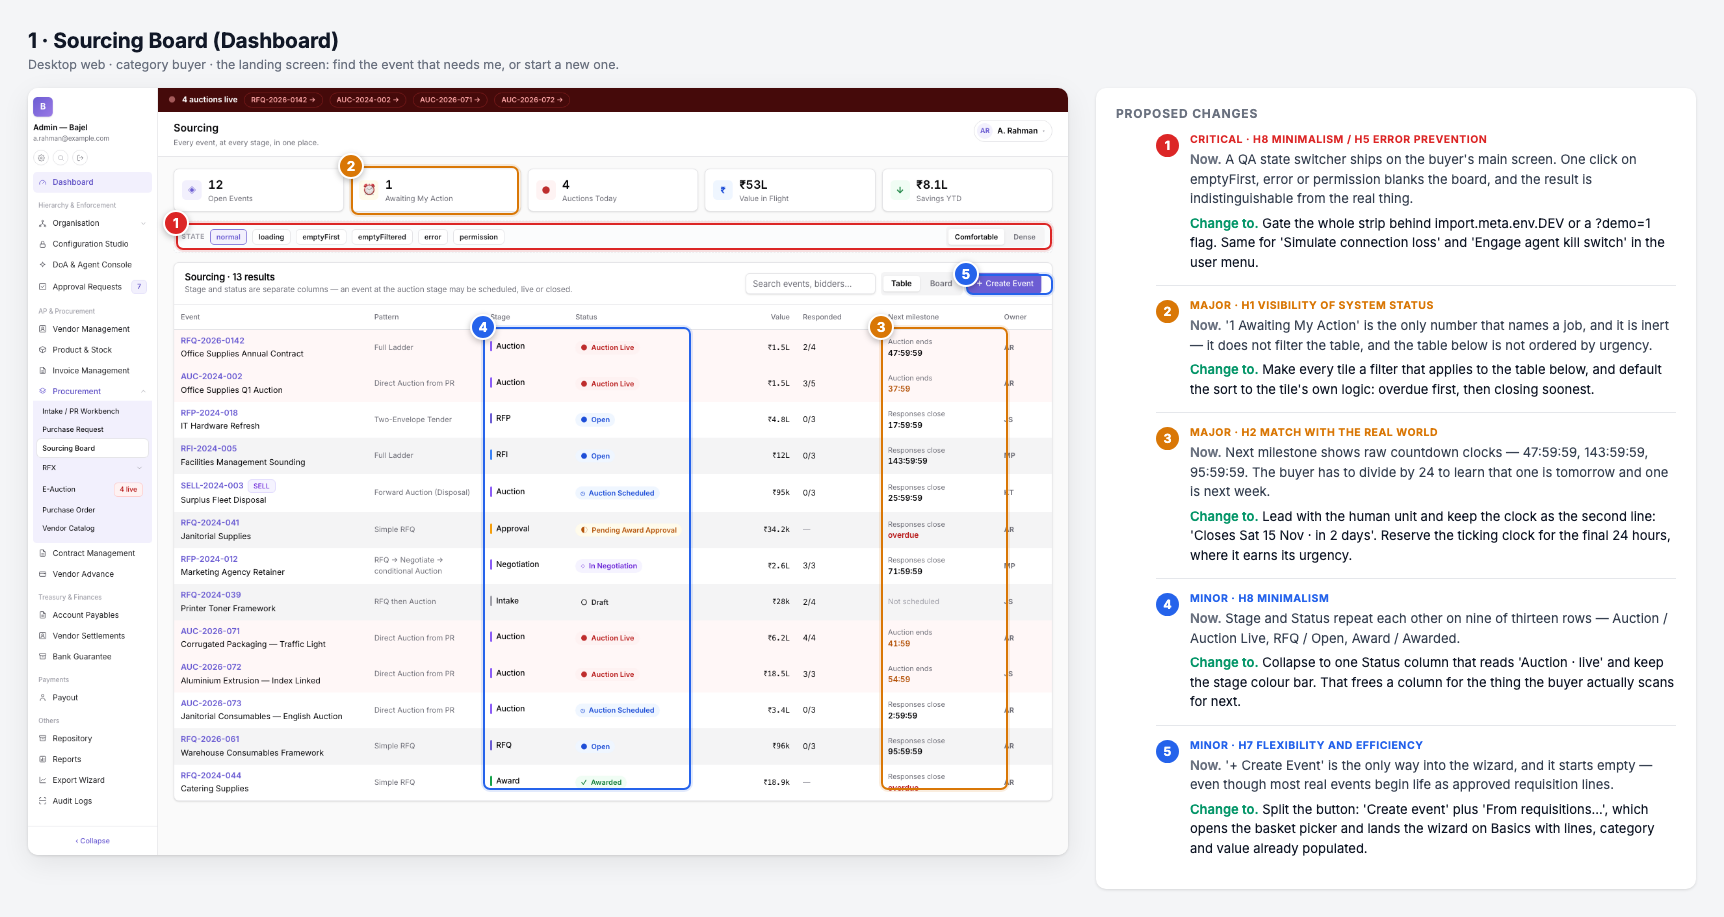 1 · Sourcing Board (Dashboard)
Desktop web · category buyer · the landing screen: find the event that needs me, or start a new one.
B
Admin — Bajel
a.rahman@example.com
Dashboard
Hierarchy & Enforcement
Organisation
Configuration Studio
DoA & Agent Console
Approval Requests 7
AP & Procurement
Vendor Management
Product & Stock
Invoice Management
Procurement
Intake / PR Workbench
Purchase Request
Sourcing Board
RFX
E-Auction 4 live
Purchase Order
Vendor Catalog
Contract Management
Vendor Advance
Treasury & Finances
Account Payables
Vendor Settlements
Bank Guarantee
Payments
Payout
Others
Repository
Reports
Export Wizard
Audit Logs
‹ Collapse
4 auctions live RFQ-2026-0142 → AUC-2024-002 → AUC-2026-071 → AUC-2026-072 →
Sourcing
Every event, at every stage, in one place.
AR A. Rahman
2
12
Open Events
1
Awaiting My Action
4
Auctions Today
₹53L
Value In Flight
₹8.1L
Savings YTD
1
STATE normal loading emptyFirst emptyFiltered error permission Comfortable Dense
Sourcing · 13 results
Stage and status are separate columns — an event at the auction stage may be scheduled, live or closed.
Search events, bidders... Table Board 5 + Create Event
Event Pattern 4 Stage Status Value Responded 3 Next milestone Owner
RFQ-2026-0142
Office Supplies Annual Contract
Full Ladder Auction Auction Live ₹1.5L 2/4
Auction ends
47:59:59
AR
AUC-2024-002
Office Supplies Q1 Auction
Direct Auction from PR Auction Auction Live ₹1.5L 3/5
Auction ends
37:59
AR
RFP-2024-018
IT Hardware Refresh
Two-Envelope Tender RFP Open ₹4.8L 0/3
Responses close
17:59:59
JS
RFI-2024-005
Facilities Management Sounding
Full Ladder RFI Open ₹12L 0/3
Responses close
143:59:59
MP
SELL-2024-003 SELL
Surplus Fleet Disposal
Forward Auction (Disposal) Auction Auction Scheduled ₹95k 0/3
Responses close
25:59:59
KT
RFQ-2024-041
Janitorial Supplies
Simple RFQ Approval Pending Award Approval ₹34.2k —
Responses close
overdue
AR
RFP-2024-012
Marketing Agency Retainer
RFQ → Negotiate →
conditional Auction
Negotiation In Negotiation ₹2.6L 3/3
Responses close
71:59:59
MP
RFQ-2024-039
Printer Toner Framework
RFQ then Auction Intake Draft ₹28k 2/4
Not scheduled
JS
AUC-2026-071
Corrugated Packaging — Traffic Light
Direct Auction from PR Auction Auction Live ₹6.2L 4/4
Auction ends
41:59
AR
AUC-2026-072
Aluminium Extrusion — Index Linked
Direct Auction from PR Auction Auction Live ₹18.5L 3/3
Auction ends
54:59
JS
AUC-2026-073
Janitorial Consumables — English Auction
Direct Auction from PR Auction Auction Scheduled ₹3.4L 0/3
Responses close
2:59:59
AR
RFQ-2026-061
Warehouse Consumables Framework
Simple RFQ RFQ Open ₹96k 0/3
Responses close
95:59:59
AR
RFQ-2024-044
Catering Supplies
Simple RFQ Award Awarded ₹18.9k —
Responses close
overdue
AR
PROPOSED CHANGES
1 CRITICAL · H8 MINIMALISM / H5 ERROR PREVENTION
Now. A QA state switcher ships on the buyer's main screen. One click on
emptyFirst, error or permission blanks the board, and the result is
indistinguishable from the real thing.
Change to. Gate the whole strip behind import.meta.env.DEV or a ?demo=1
flag. Same for 'Simulate connection loss' and 'Engage agent kill switch' in the
user menu.
2 MAJOR · H1 VISIBILITY OF SYSTEM STATUS
Now. '1 Awaiting My Action' is the only number that names a job, and it is inert
— it does not filter the table, and the table below is not ordered by urgency.
Change to. Make every tile a filter that applies to the table below, and default
the sort to the tile's own logic: overdue first, then closing soonest.
3 MAJOR · H2 MATCH WITH THE REAL WORLD
Now. Next milestone shows raw countdown clocks — 47:59:59, 143:59:59,
95:59:59. The buyer has to divide by 24 to learn that one is tomorrow and one
is next week.
Change to. Lead with the human unit and keep the clock as the second line:
'Closes Sat 15 Nov · in 2 days'. Reserve the ticking clock for the final 24 hours,
where it earns its urgency.
4 MINOR · H8 MINIMALISM
Now. Stage and Status repeat each other on nine of thirteen rows — Auction /
Auction Live, RFQ / Open, Award / Awarded.
Change to. Collapse to one Status column that reads 'Auction · live' and keep
the stage colour bar. That frees a column for the thing the buyer actually scans
for next.
5 MINOR · H7 FLEXIBILITY AND EFFICIENCY
Now. '+ Create Event' is the only way into the wizard, and it starts empty —
even though most real events begin life as approved requisition lines.
Change to. Split the button: 'Create event' plus 'From requisitions...', which
opens the basket picker and lands the wizard on Basics with lines, category
and value already populated.